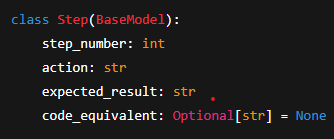 class Step(BaseModel):
    step_number: int
    action: str
    expected_result: str
    code_equivalent: Optional[str] = None